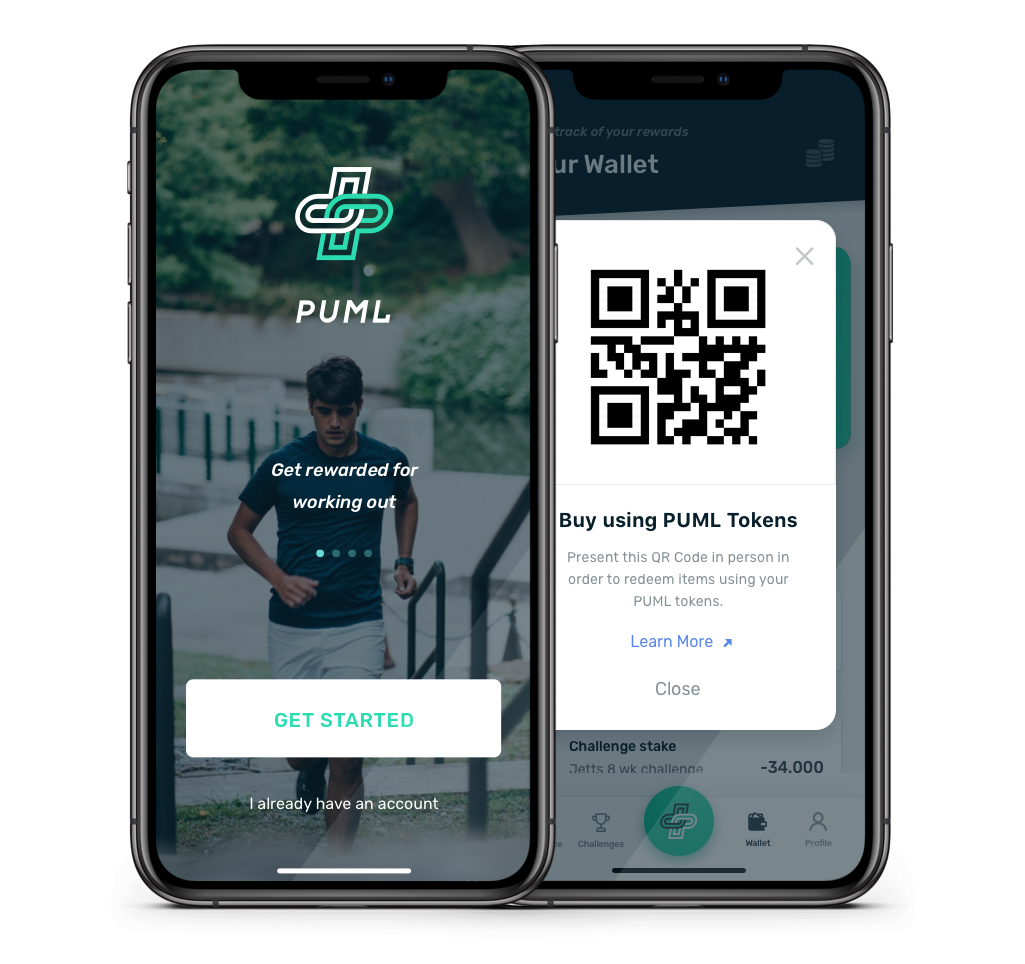 PUML
Get rewarded for
working out
GET STARTED
I already have an account
track of your rewards
ur Wallet
Buy using PUML Tokens
Present this QR Code in person in
order to redeem items using your
PUML tokens.
Learn More
Close
Challenge stake
Jetts 8 wk challenge
-34.000
ce
Challenges
Wallet
Profile